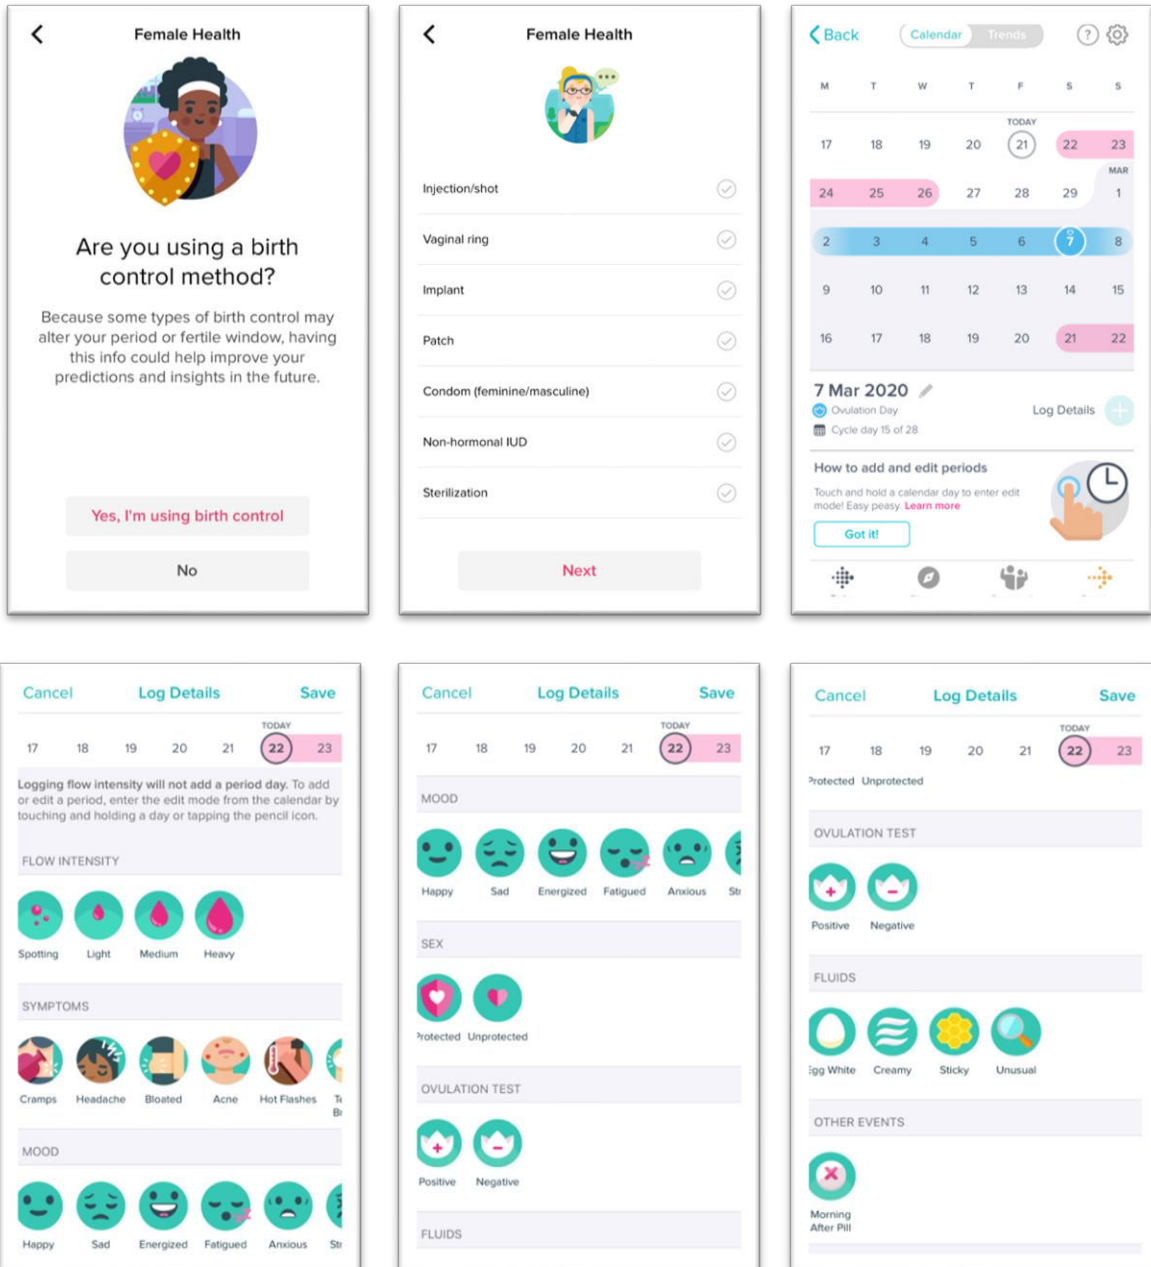 Female Health
Are you using a birth
control method?
Because some types of birth control may
alter your period or fertile window, having
this info could help improve your
predictions and insights in the future.
Yes, I'm using birth control
No
Female Health
Injection/shot
Vaginal ring
Implant
Patch
Condom (feminine/masculine)
Non-hormonal IUD
Sterilization
Next
Back Calendar Trends ?
M T W T F S S
TODAY
17 18 19 20 21 22 23
MAR
24 25 26 27 28 29 1
2 3 4 5 6 7 8
9 10 11 12 13 14 15
16 17 18 19 20 21 22
7 Mar 2020
Ovulation Day
Log Details
Cycle day 15 of 28
How to add and edit periods
Touch and hold a calendar day to enter edit
mode! Easy peasy. Learn more
Got it!
Cancel Log Details Save
TODAY
17 18 19 20 21 22 23
Logging flow intensity will not add a period day. To add
or edit a period, enter the edit mode from the calendar by
touching and holding a day or tapping the pencil icon.
FLOW INTENSITY
Spotting Light Medium Heavy
SYMPTOMS
Cramps Headache Bloated Acne Hot Flashes
MOOD
Happy Sad Energized Fatigued Anxious
Cancel Log Details Save
TODAY
17 18 19 20 21 22 23
MOOD
Happy Sad Energized Fatigued Anxious
SEX
Protected Unprotected
OVULATION TEST
Positive Negative
FLUIDS
Cancel Log Details Save
TODAY
17 18 19 20 21 22 23
Protected Unprotected
OVULATION TEST
Positive Negative
FLUIDS
Egg White Creamy Sticky Unusual
OTHER EVENTS
Morning
After Pill